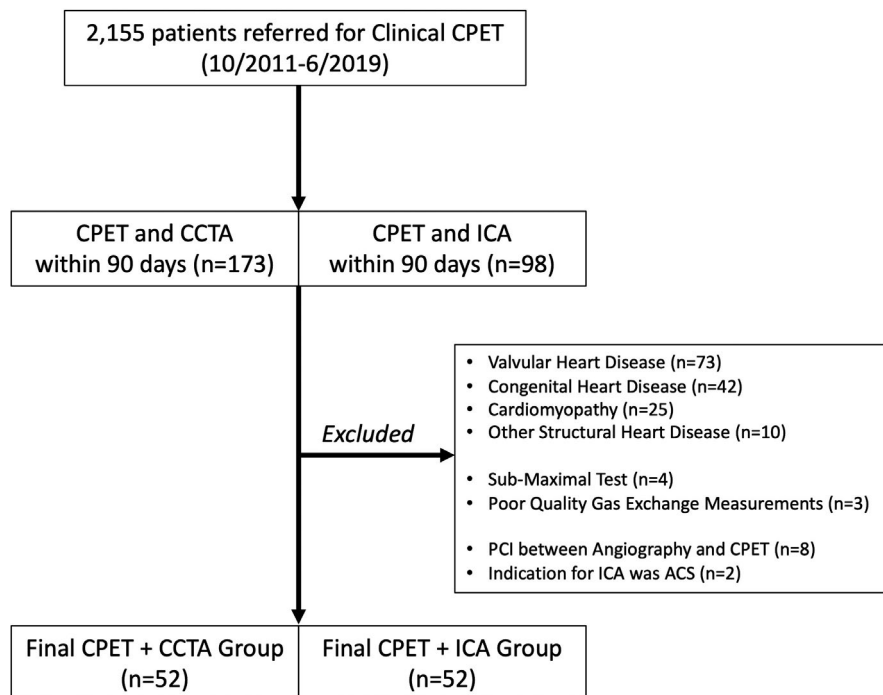 2,155 patients referred for Clinical CPET
(10/2011-6/2019)
CPET and CCTA
within 90 days (n=173)
CPET and ICA
within 90 days (n=98)
Excluded
• Valvular Heart Disease (n=73)
• Congenital Heart Disease (n=42)
• Cardiomyopathy (n=25)
• Other Structural Heart Disease (n=10)
• Sub-Maximal Test (n=4)
• Poor Quality Gas Exchange Measurements (n=3)
• PCI between Angiography and CPET (n=8)
• Indication for ICA was ACS (n=2)
Final CPET + CCTA Group
(n=52)
Final CPET + ICA Group
(n=52)